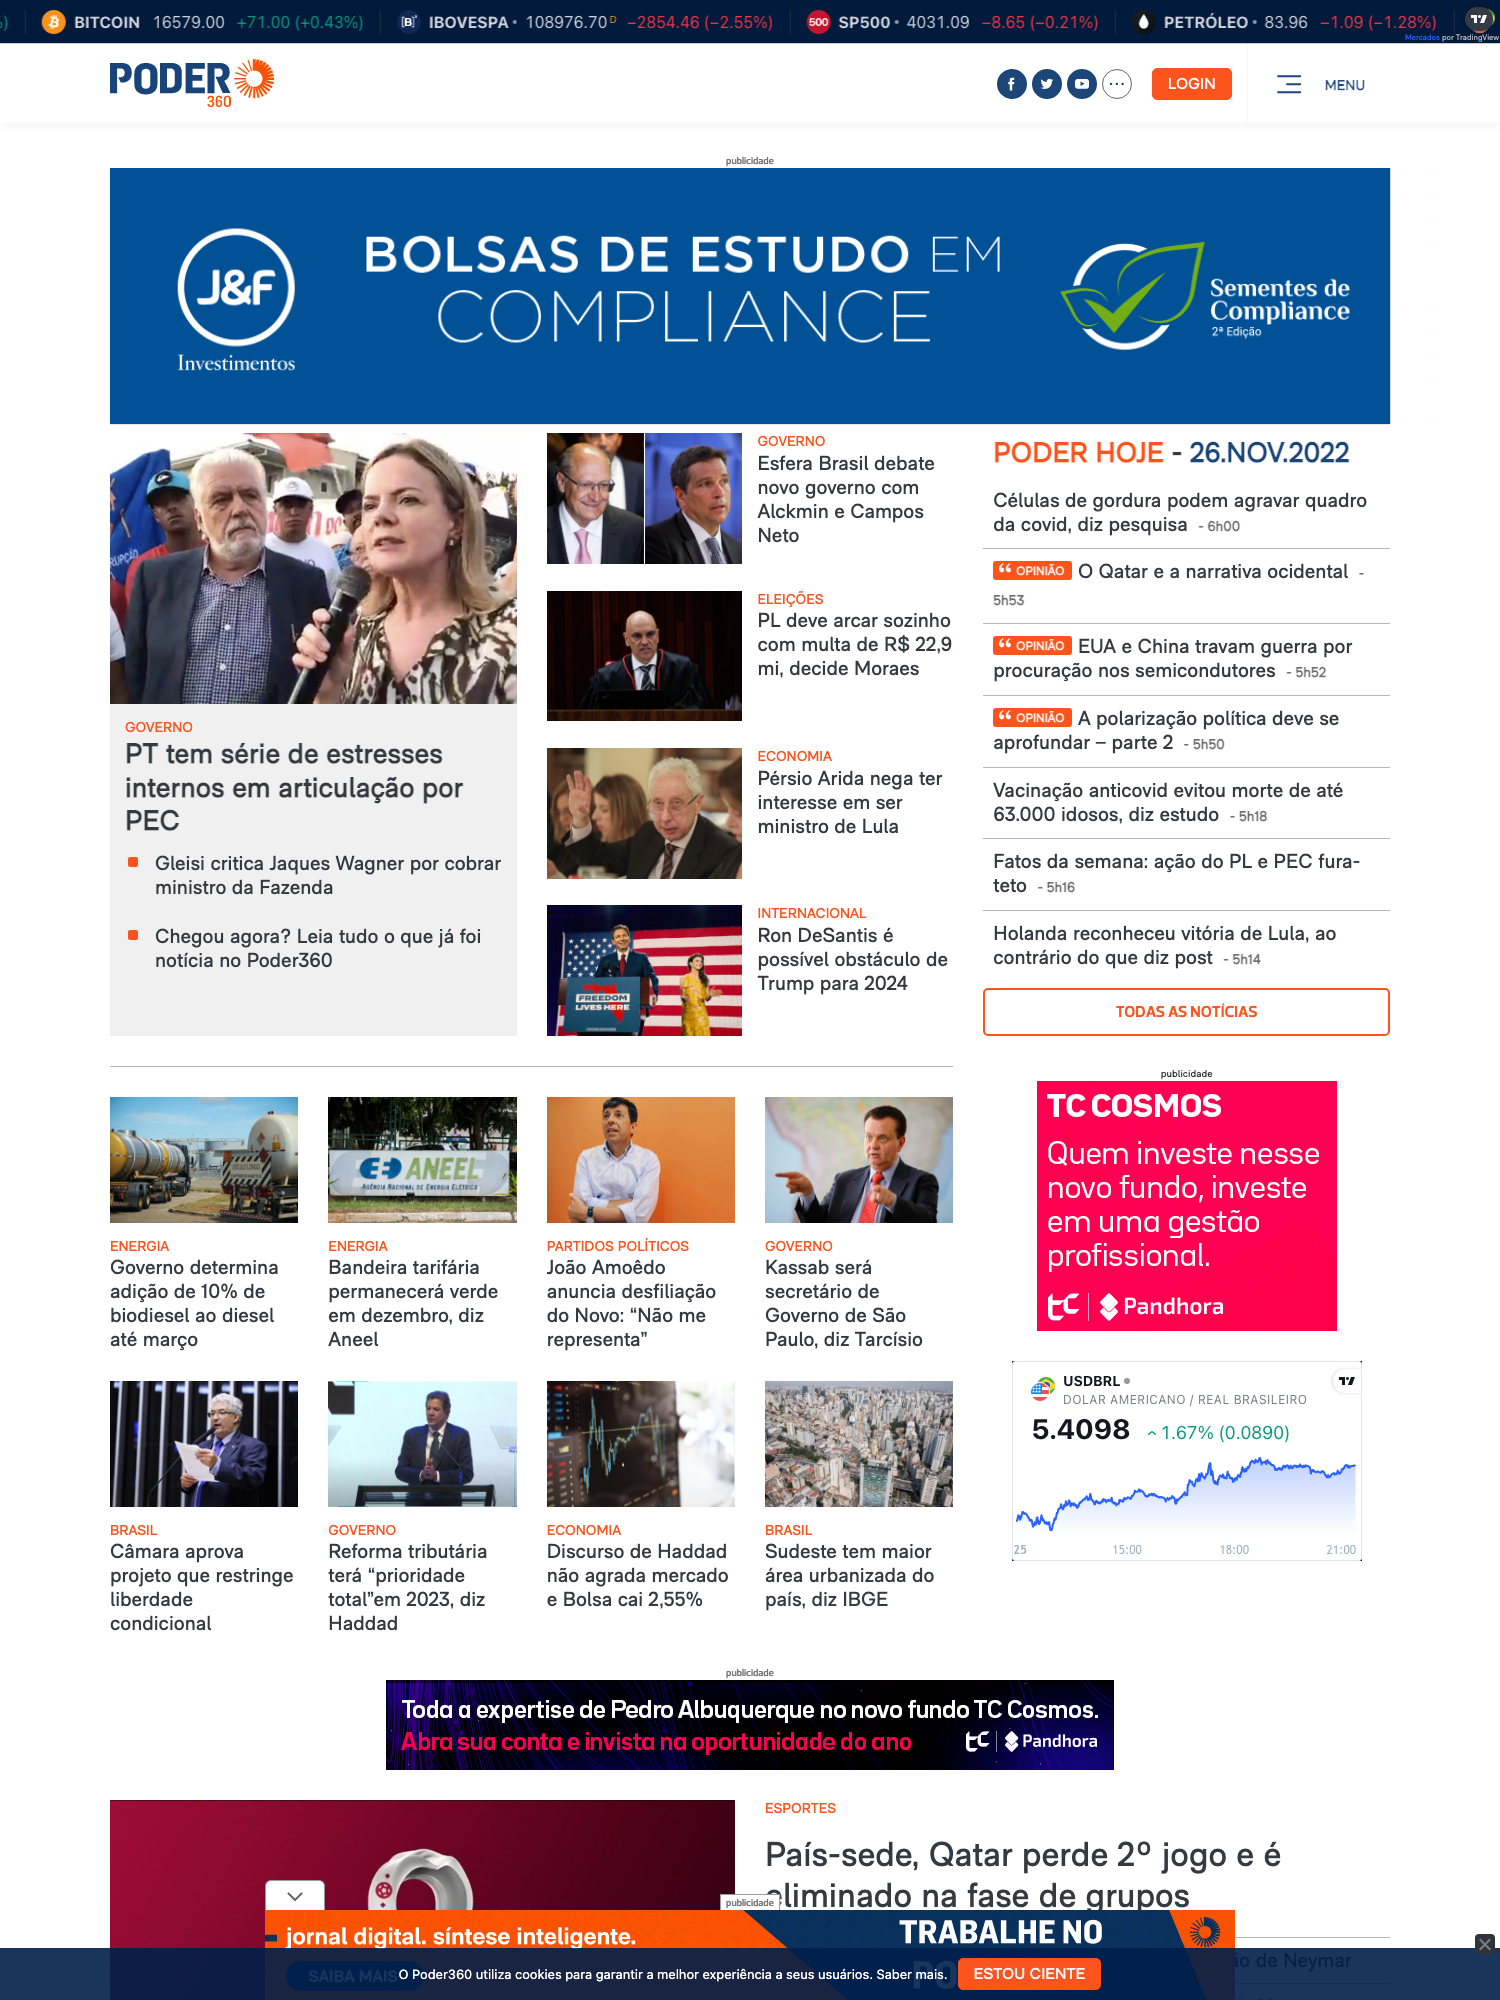 BITCOIN 16579.00 +71.00 (+0.43%) IBOVESPA 108976.70 D −2854.46 (−2.55%) SP500 4031.09 −8.65 (−0.21%) PETRÓLEO 83.96 −1.09 (−1.28%)
Mercados por TradingView
PODER
360
LOGIN
MENU
publicidade
J&F
Investimentos
BOLSAS DE ESTUDO EM
COMPLIANCE
Sementes de
Compliance
2ª Edição
GOVERNO
PT tem série de estresses
internos em articulação por
PEC
Gleisi critica Jaques Wagner por cobrar
ministro da Fazenda
Chegou agora? Leia tudo o que já foi
notícia no Poder360
GOVERNO
Esfera Brasil debate
novo governo com
Alckmin e Campos
Neto
ELEIÇÕES
PL deve arcar sozinho
com multa de R$ 22,9
mi, decide Moraes
ECONOMIA
Pérsio Arida nega ter
interesse em ser
ministro de Lula
FREEDOM
LIVES HERE
INTERNACIONAL
Ron DeSantis é
possível obstáculo de
Trump para 2024
PODER HOJE - 26.NOV.2022
Células de gordura podem agravar quadro
da covid, diz pesquisa - 6h00
OPINIÃO O Qatar e a narrativa ocidental -
5h53
OPINIÃO EUA e China travam guerra por
procuração nos semicondutores - 5h52
OPINIÃO A polarização política deve se
aprofundar – parte 2 - 5h50
Vacinação anticovid evitou morte de até
63.000 idosos, diz estudo - 5h18
Fatos da semana: ação do PL e PEC fura-
teto - 5h16
Holanda reconheceu vitória de Lula, ao
contrário do que diz post - 5h14
TODAS AS NOTÍCIAS
ENERGIA
Governo determina
adição de 10% de
biodiesel ao diesel
até março
ANEEL
AGÊNCIA NACIONAL DE ENERGIA ELÉTRICA
ENERGIA
Bandeira tarifária
permanecerá verde
em dezembro, diz
Aneel
PARTIDOS POLÍTICOS
João Amoêdo
anuncia desfiliação
do Novo: “Não me
representa”
GOVERNO
Kassab será
secretário de
Governo de São
Paulo, diz Tarcísio
BRASIL
Câmara aprova
projeto que restringe
liberdade
condicional
GOVERNO
Reforma tributária
terá “prioridade
total”em 2023, diz
Haddad
ECONOMIA
Discurso de Haddad
não agrada mercado
e Bolsa cai 2,55%
BRASIL
Sudeste tem maior
área urbanizada do
país, diz IBGE
publicidade
TC COSMOS
Quem investe nesse
novo fundo, investe
em uma gestão
profissional.
TC Pandhora
USDBRL
DOLAR AMERICANO / REAL BRASILEIRO
5.4098 1.67% (0.0890)
25 15:00 18:00 21:00
publicidade
Toda a expertise de Pedro Albuquerque no novo fundo TC Cosmos.
Abra sua conta e invista na oportunidade do ano
TC Pandhora
ESPORTES
País-sede, Qatar perde 2º jogo e é
eliminado na fase de grupos
publicidade
jornal digital. síntese inteligente.
TRABALHE NO
SAIBA MAIS
O Poder360 utiliza cookies para garantir a melhor experiência a seus usuários. Saber mais.
ESTOU CIENTE
de Neymar